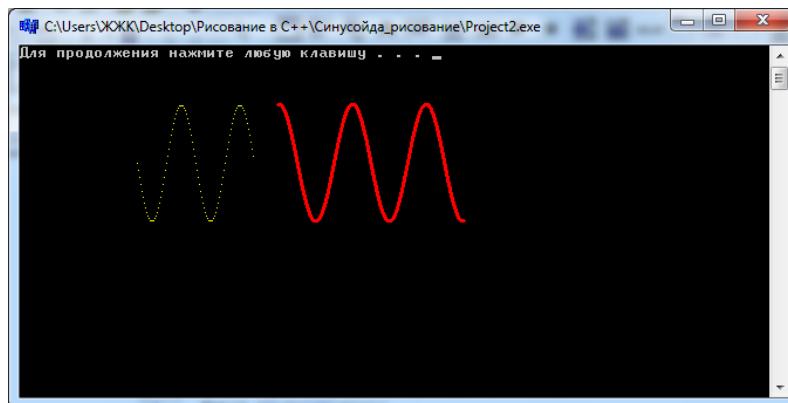 C:\Users\ЖЖК\Desktop\Рисование в C++\Синусойда_рисование\Project2.exe
Для продолжения нажмите любую клавишу . . . _